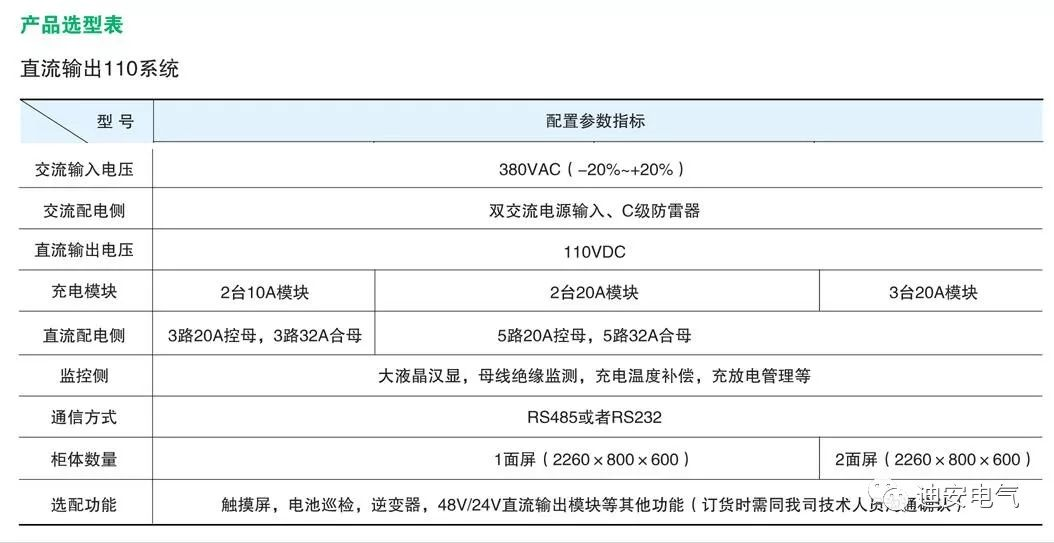 产品选型表
直流输出110系统
型号 配置参数指标
交流输入电压 380VAC（-20%~+20%）
交流配电侧 双交流电源输入、C级防雷器
直流输出电压 110VDC
充电模块 2台10A模块 2台20A模块 3台20A模块
直流配电侧 3路20A控母，3路32A合母 5路20A控母，5路32A合母
监控侧 大液晶汉显，母线绝缘监测，充电温度补偿，充放电管理等
通信方式 RS485或者RS232
柜体数量 1面屏（2260×800×600） 2面屏（2260×800×600）
选配功能 触摸屏，电池巡检，逆变器，48V/24V直流输出模块等其他功能（订货时需同我司技术人员沟通确认）
迪安电气